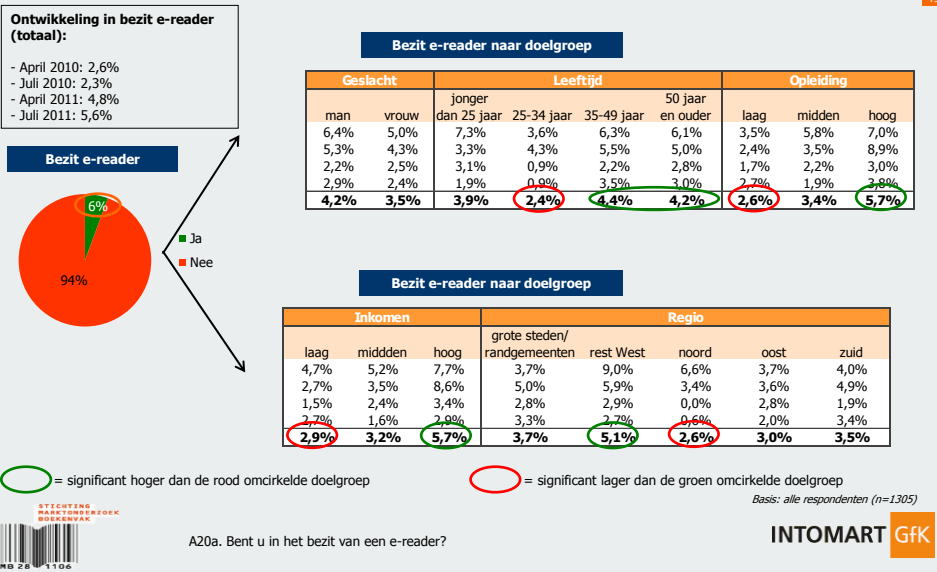 Ontwikkeling in bezit e-reader
(totaal):
- April 2010: 2,6%
- Juli 2010: 2,3%
- April 2011: 4,8%
- Juli 2011: 5,6%
Bezit e-reader
6%
94%
Ja
Nee
Bezit e-reader naar doelgroep
Geslacht Leeftijd Opleiding
jonger 50 jaar
man vrouw dan 25 jaar 25-34 jaar 35-49 jaar en ouder laag midden hoog
6,4% 5,0% 7,3% 3,6% 6,3% 6,1% 3,5% 5,8% 7,0%
5,3% 4,3% 3,3% 4,3% 5,5% 5,0% 2,4% 3,5% 8,9%
2,2% 2,5% 3,1% 0,9% 2,2% 2,8% 1,7% 2,2% 3,0%
2,9% 2,4% 1,9% 0,9% 3,5% 3,0% 2,7% 1,9% 3,8%
4,2% 3,5% 3,9% 2,4% 4,4% 4,2% 2,6% 3,4% 5,7%
Bezit e-reader naar doelgroep
Inkomen Regio
grote steden/
laag middden hoog randgemeenten rest West noord oost zuid
4,7% 5,2% 7,7% 3,7% 9,0% 6,6% 3,7% 4,0%
2,7% 3,5% 8,6% 5,0% 5,9% 3,4% 3,6% 4,9%
1,5% 2,4% 3,4% 2,8% 2,9% 0,0% 2,8% 1,9%
2,7% 1,6% 2,9% 3,3% 2,7% 0,6% 2,0% 3,4%
2,9% 3,2% 5,7% 3,7% 5,1% 2,6% 3,0% 3,5%
= significant hoger dan de rood omcirkelde doelgroep
= significant lager dan de groen omcirkelde doelgroep
Basis: alle respondenten (n=1305)
STICHTING
MARKTONDERZOEK
BOEKENVAK
MB 28 1106
A20a. Bent u in het bezit van een e-reader?
INTOMART GfK